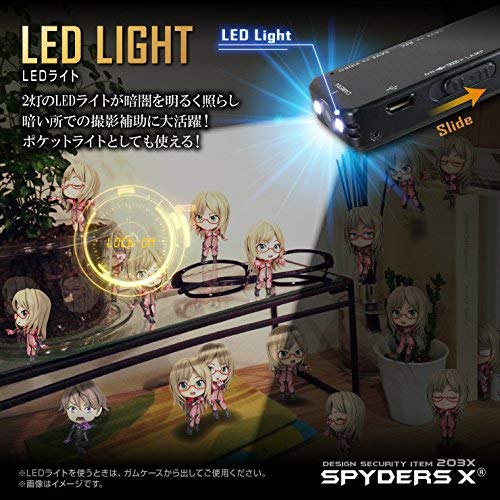 LED LIGHT
LEDライト
2灯のLEDライトが暗闇を明るく照らし
暗い所での撮影補助に大活躍!
ポケットライトとしても使える!
LED Light
Slide
LOCK ON
※LEDライトを使うときは、ガムケースから出してご使用ください。
※画像はイメージです。
DESIGN SECURITY ITEM 203X
SPYDERS X®